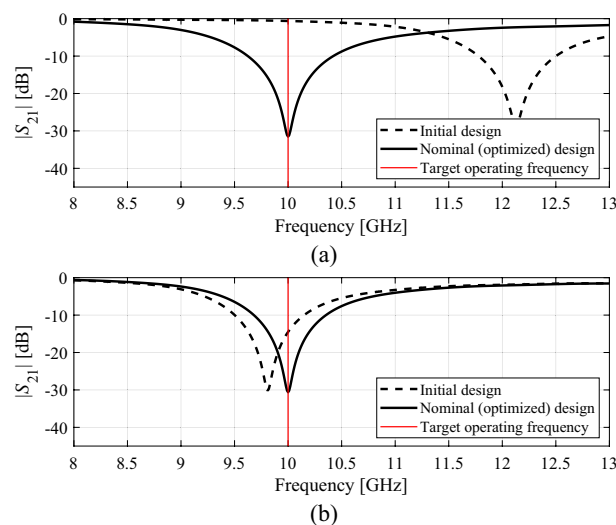 0
-10
-20
-30
-40
|S21| [dB]
Initial design
Nominal (optimized) design
Target operating frequency
8 8.5 9 9.5 10 10.5 11 11.5 12 12.5 13
Frequency [GHz]
(a)
0
-10
-20
-30
-40
|S21| [dB]
Initial design
Nominal (optimized) design
Target operating frequency
8 8.5 9 9.5 10 10.5 11 11.5 12 12.5 13
Frequency [GHz]
(b)